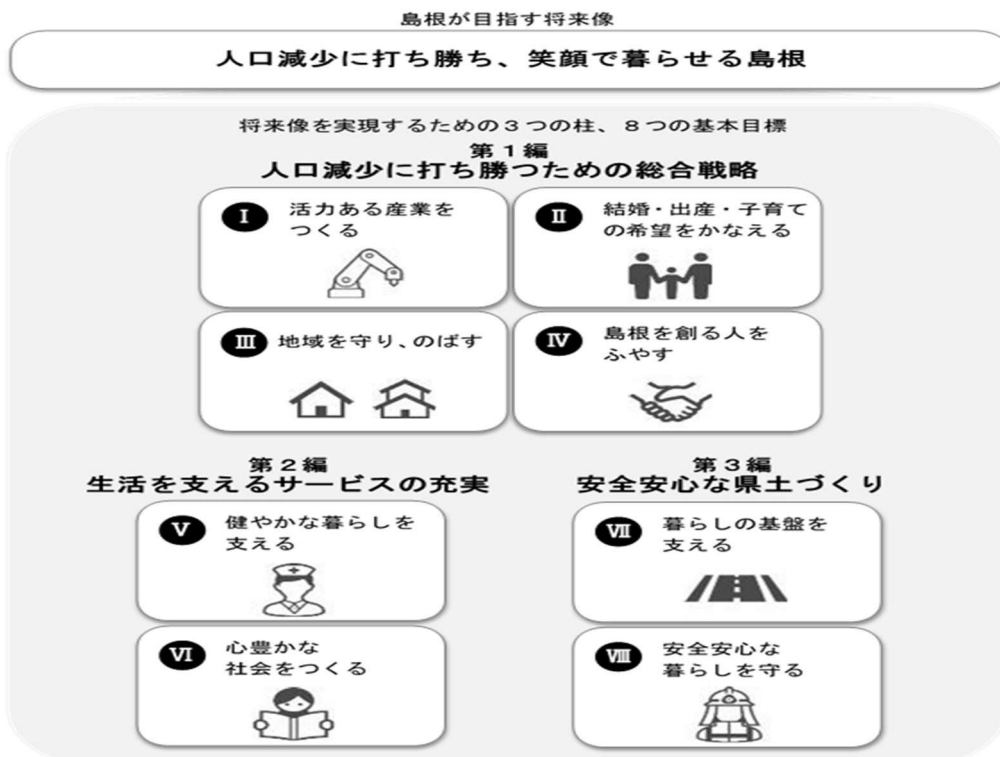 島根が目指す将来像
人口減少に打ち勝ち、笑顔で暮らせる島根
将来像を実現するための３つの柱、８つの基本目標
第１編
人口減少に打ち勝つための総合戦略
Ⅰ 活力ある産業を
つくる
Ⅱ 結婚・出産・子育て
の希望をかなえる
Ⅲ 地域を守り、のばす
Ⅳ 島根を創る人を
ふやす
第２編
生活を支えるサービスの充実
Ⅴ 健やかな暮らしを
支える
Ⅵ 心豊かな
社会をつくる
第３編
安全安心な県土づくり
Ⅶ 暮らしの基盤を
支える
Ⅷ 安全安心な
暮らしを守る